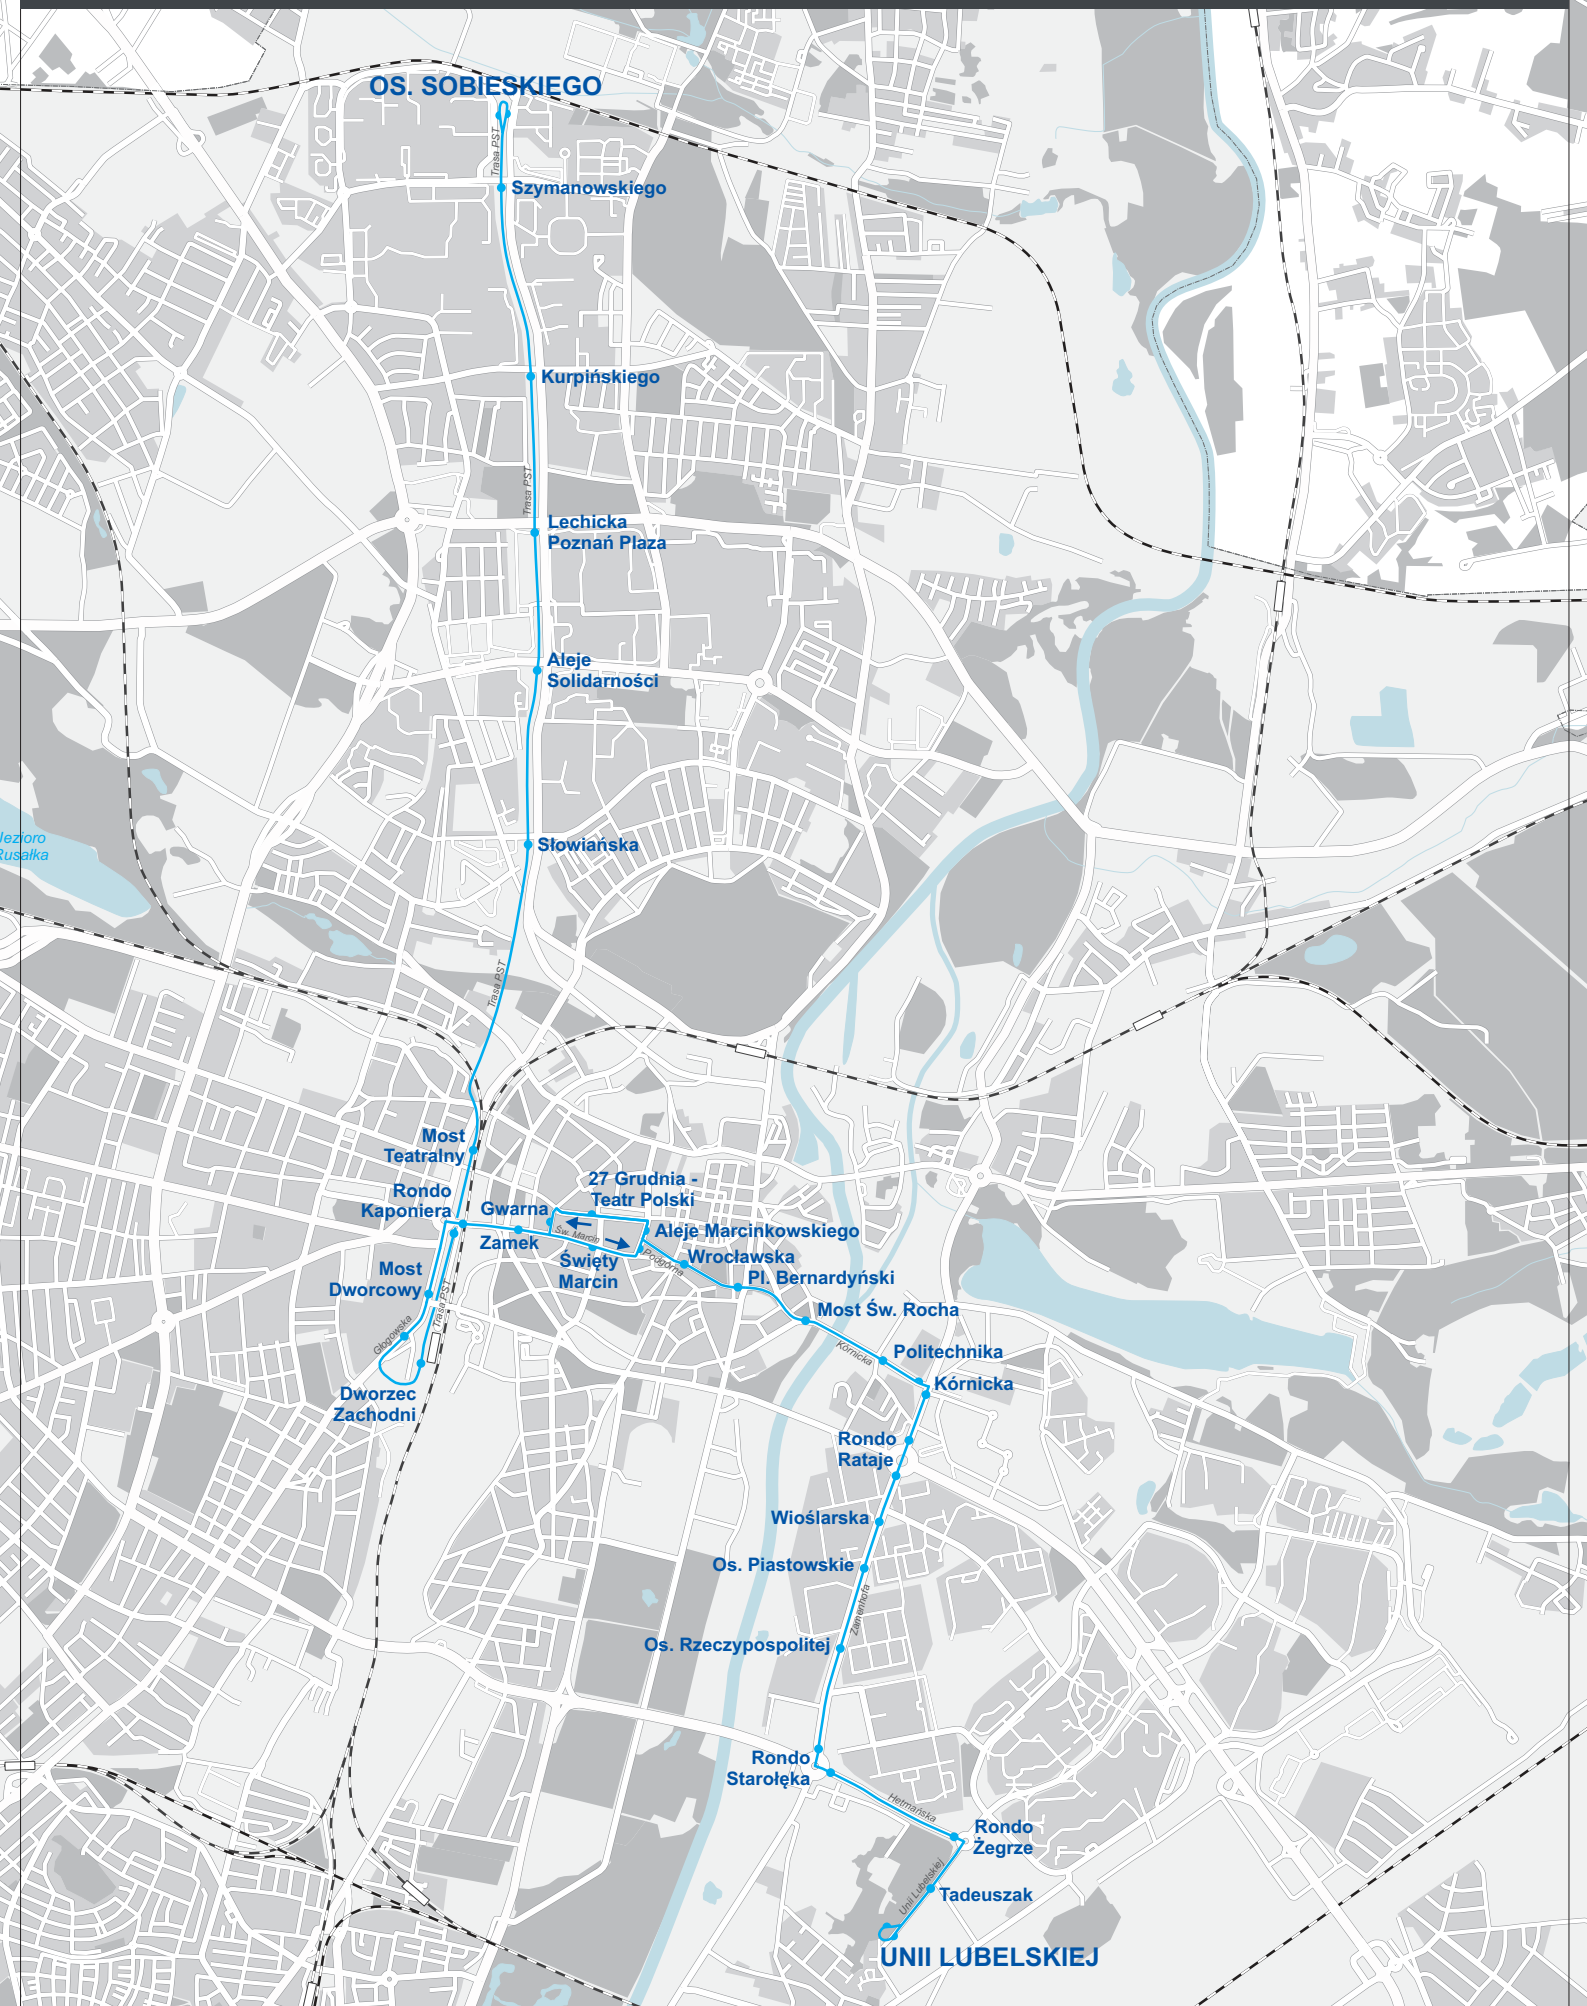 OS. SOBIESKIEGO
Trasa PST
Szymanowskiego
Kurpińskiego
Trasa PST
Lechicka
Poznań Plaza
Aleje
Solidarności
Jezioro
Rusałka
Słowiańska
Trasa PST
Most
Teatralny
Rondo
Kaponiera
27 Grudnia -
Teatr Polski
Gwarna
Zamek
Św. Marcin
Aleje Marcinkowskiego
Święty
Marcin
Podgórna
Wrocławska
Pl. Bernardyński
Most
Dworcowy
Trasa PST
Głogowska
Most Św. Rocha
Kórnicka
Politechnika
Kórnicka
Dworzec
Zachodni
Rondo
Rataje
Wioślarska
Os. Piastowskie
Zamenhofa
Os. Rzeczypospolitej
Rondo
Starołęka
Hetmańska
Rondo
Żegrze
Unii Lubelskiej
Tadeuszak
UNII LUBELSKIEJ